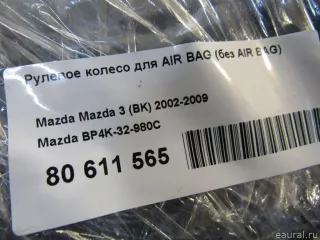 Рулевое колесо для AIR BAG (без AIR BAG)
Mazda Mazda 3 (BK) 2002-2009
Mazda BP4K-32-980C
80 611 565
eaural.ru